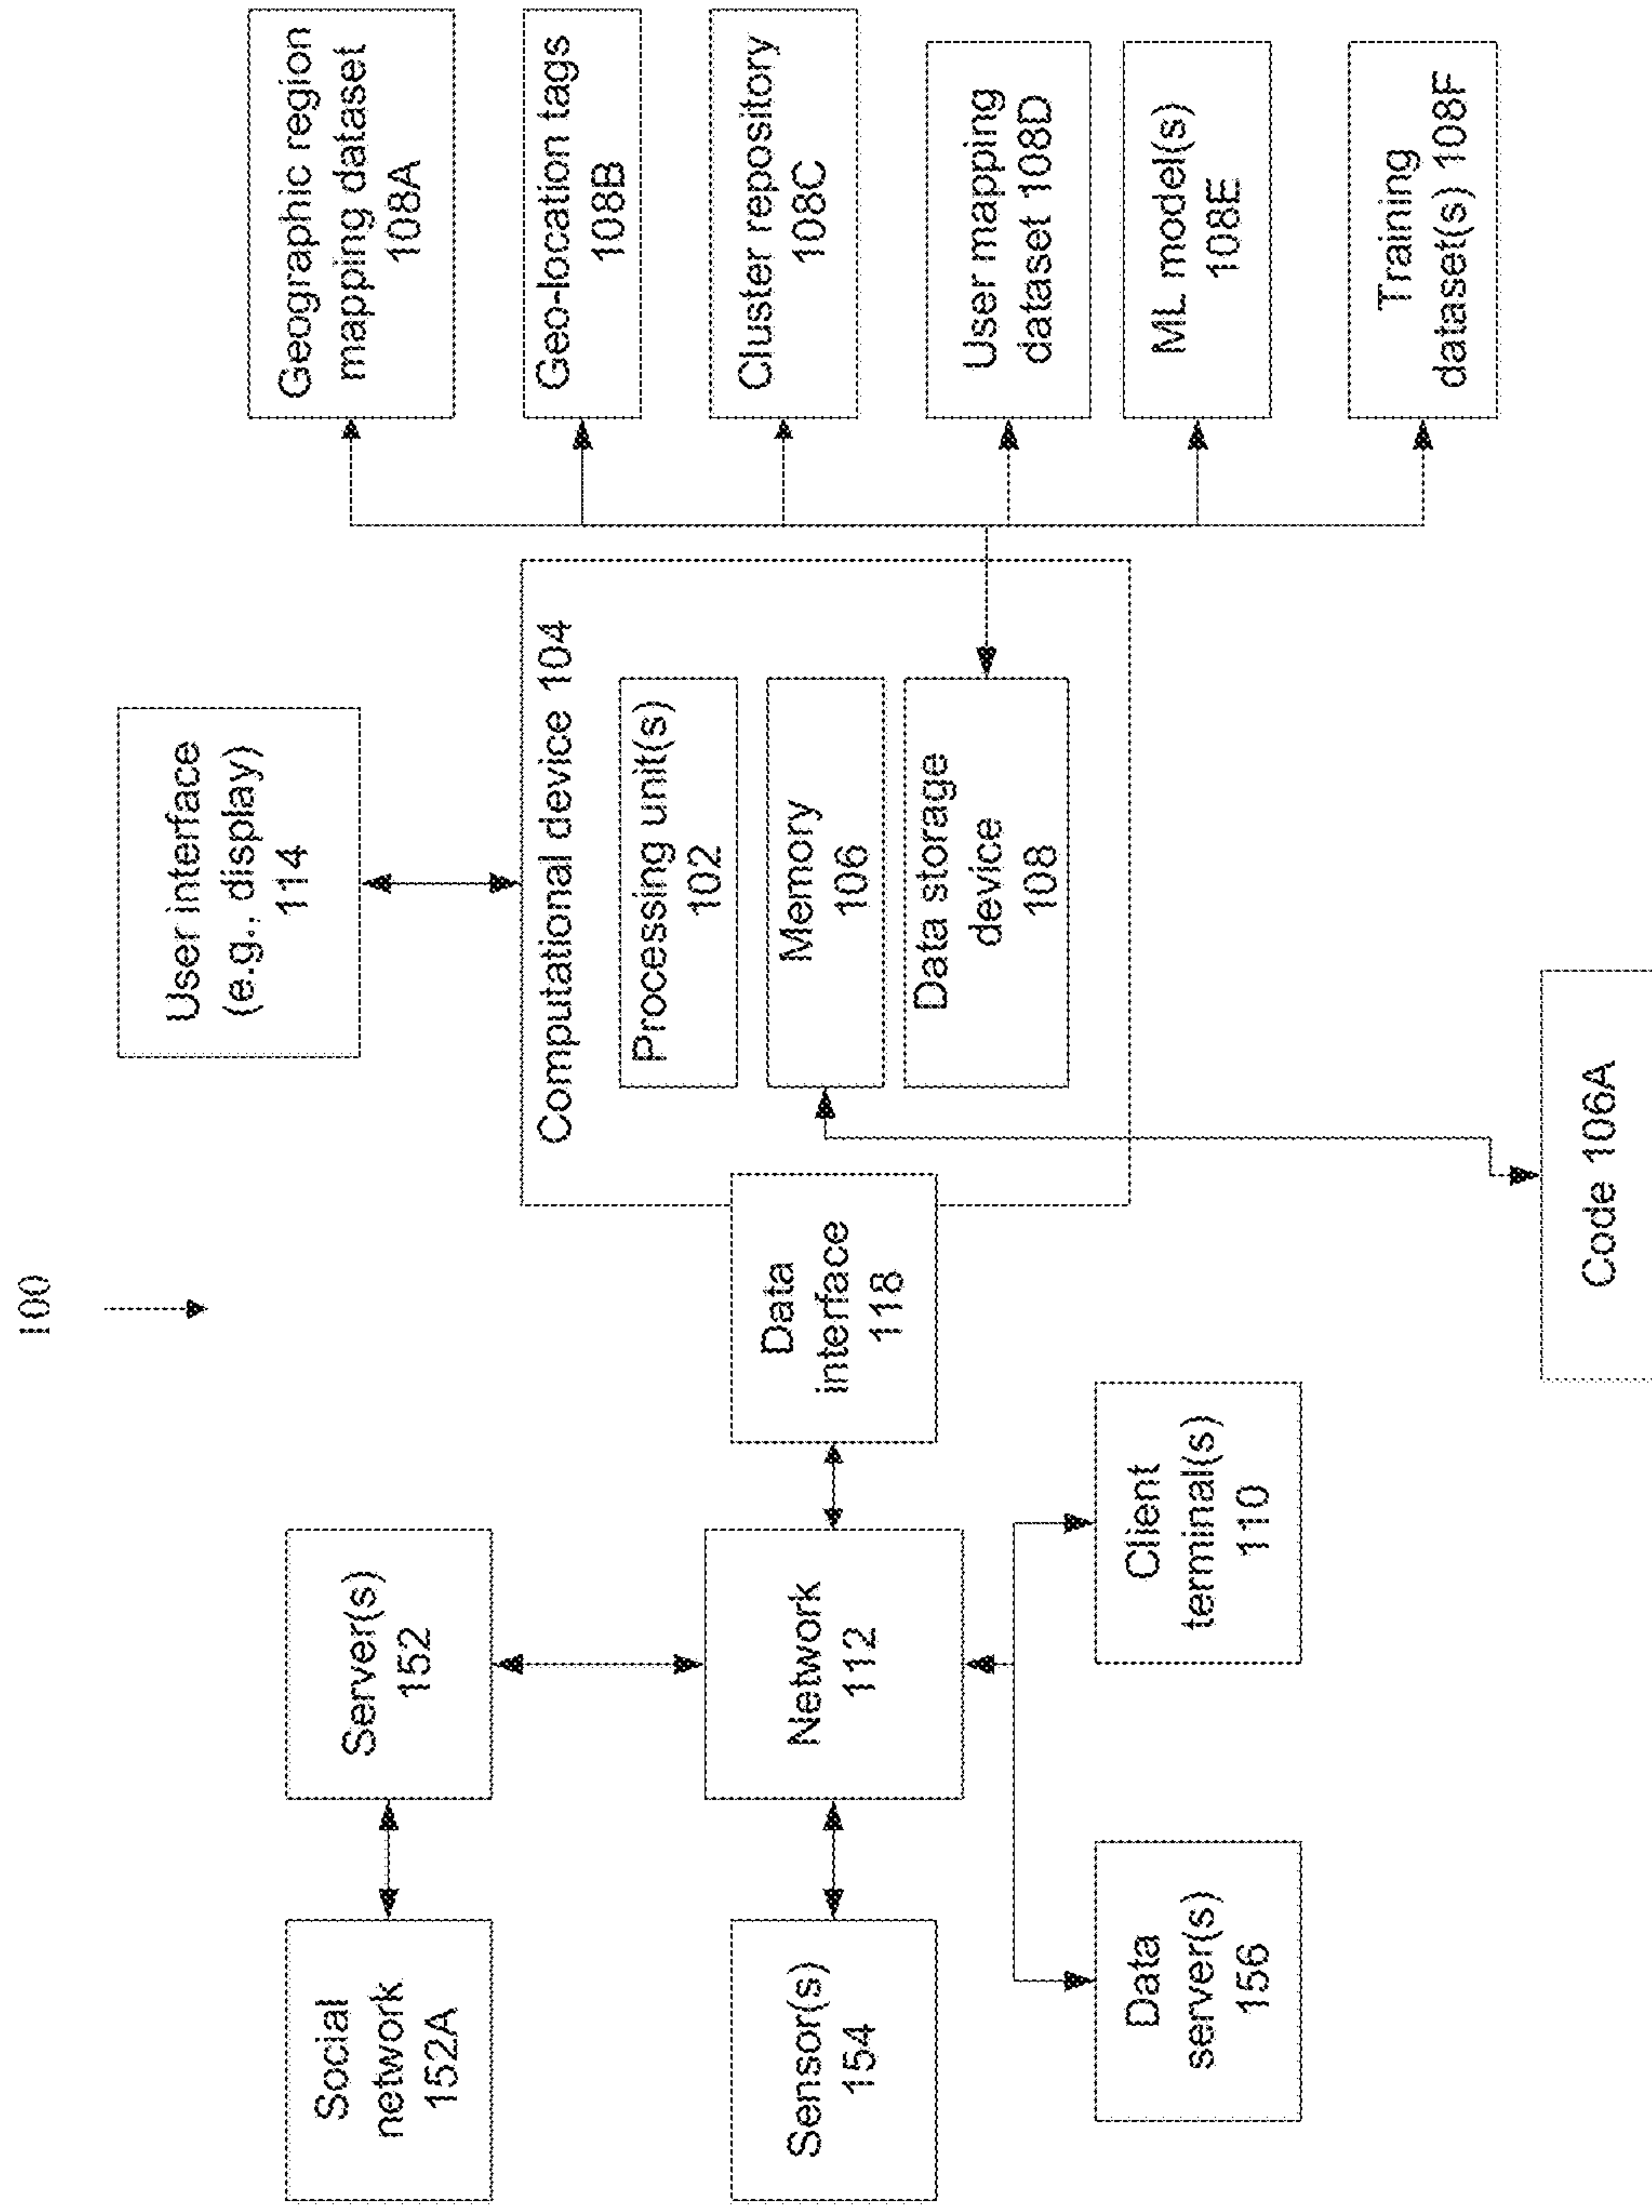 100
Social
network
152A
Server(s)
152
Sensor(s)
154
Network
112
Data
server(s)
156
Client
terminal(s)
110
Data
interface
118
User interface
(e.g., display)
114
Computational device 104
Processing unit(s)
102
Memory
106
Data storage
device
108
Code 106A
Geographic region
mapping dataset
108A
Geo-location tags
108B
Cluster repository
108C
User mapping
dataset 108D
ML model(s)
108E
Training
dataset(s) 108F